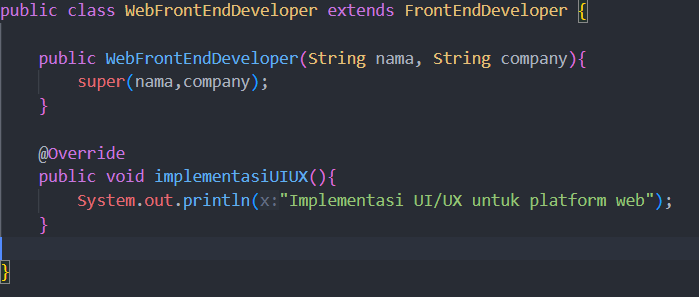 public class WebFrontEndDeveloper extends FrontEndDeveloper {
public WebFrontEndDeveloper(String nama, String company){
super(nama,company);
}
@Override
public void implementasiUIUX(){
System.out.println(x:"Implementasi UI/UX untuk platform web");
}
}